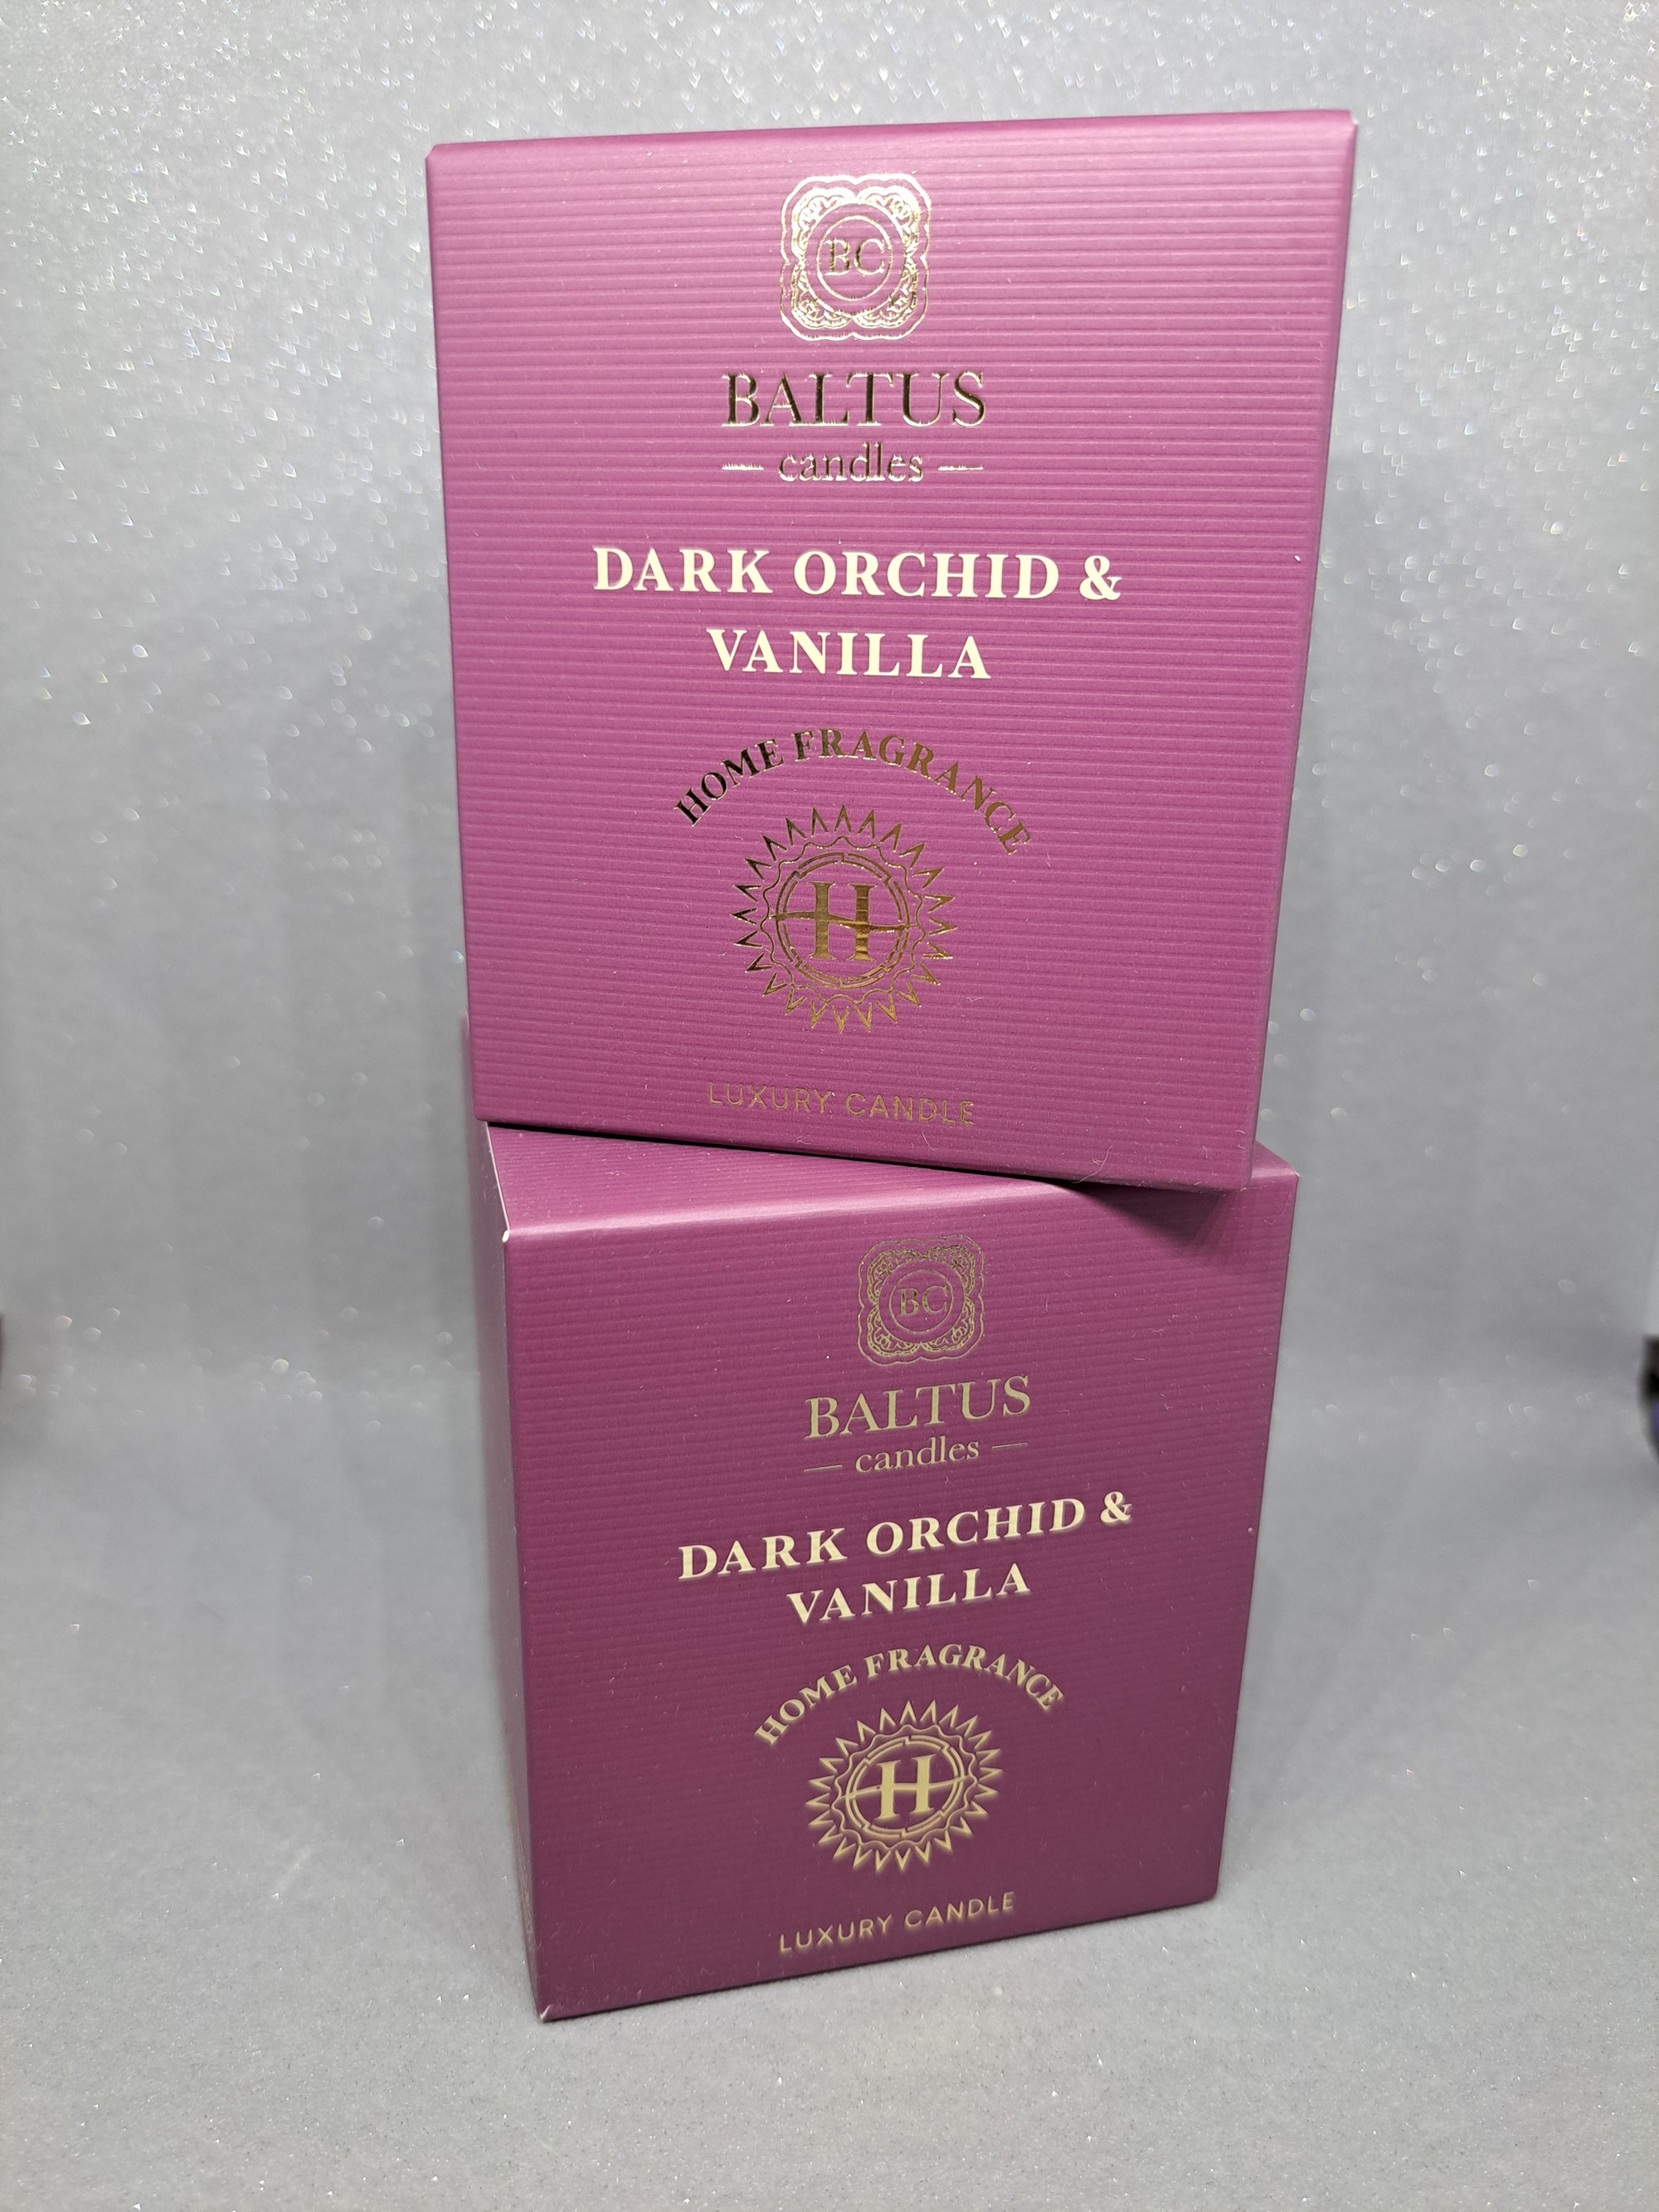 BC
BALTUS
candles
DARK ORCHID &
VANILLA
HOME FRAGRANCE
H
LUXURY CANDLE
BC
BALTUS
candles
DARK ORCHID &
VANILLA
HOME FRAGRANCE
H
LUXURY CANDLE